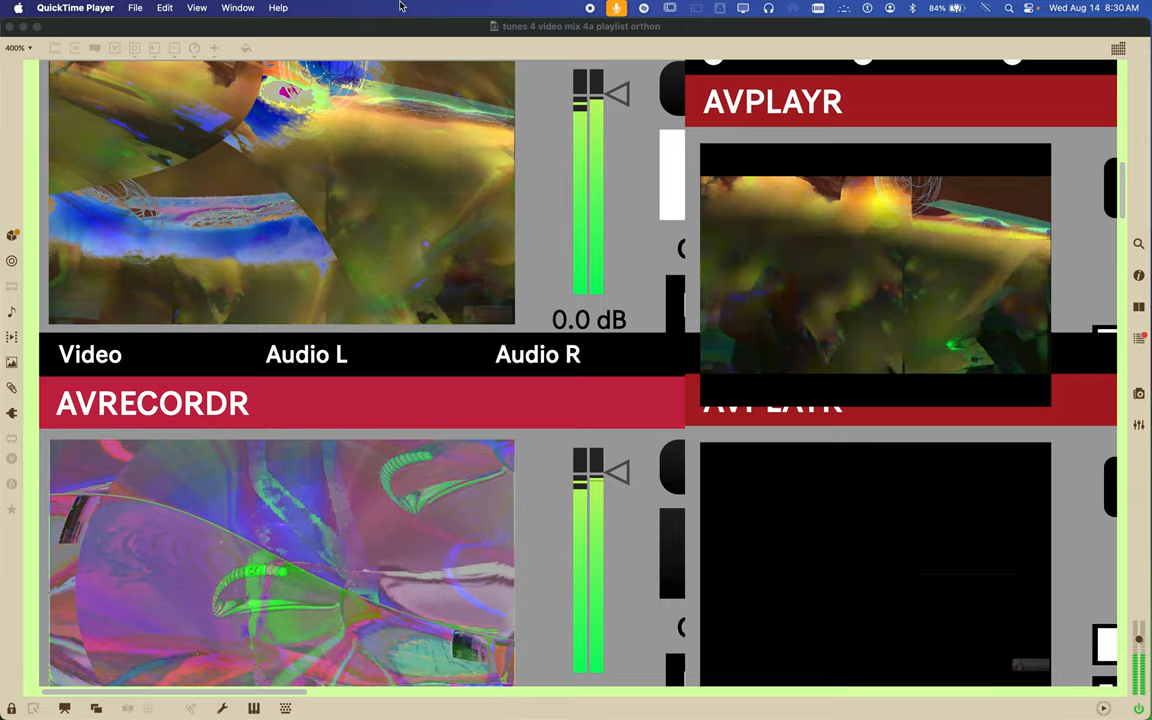 QuickTime Player File Edit View Window Help 84% Wed Aug 14 8:30 AM
tunes 4 video mix 4a playlist orthon
400%
AVPLAYR
0.0 dB
Video Audio L Audio R
AVRECORDR